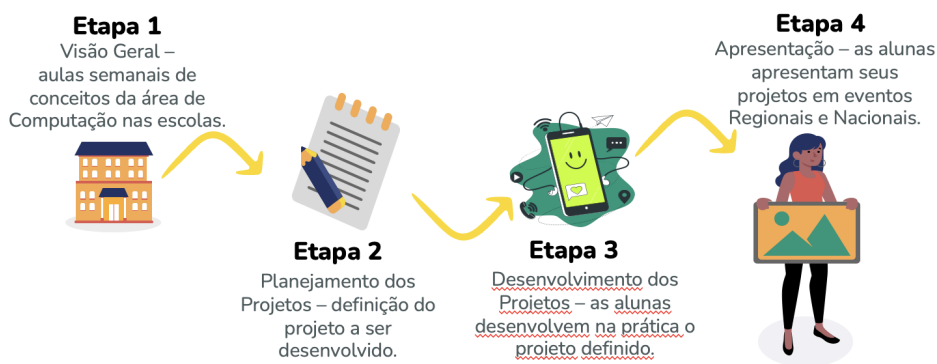 Etapa 1
Visão Geral –
aulas semanais de
conceitos da área de
Computação nas escolas.
Etapa 2
Planejamento dos
Projetos – definição do
projeto a ser
desenvolvido.
Etapa 3
Desenvolvimento dos
Projetos – as alunas
desenvolvem na prática o
projeto definido.
Etapa 4
Apresentação – as alunas
apresentam seus
projetos em eventos
Regionais e Nacionais.